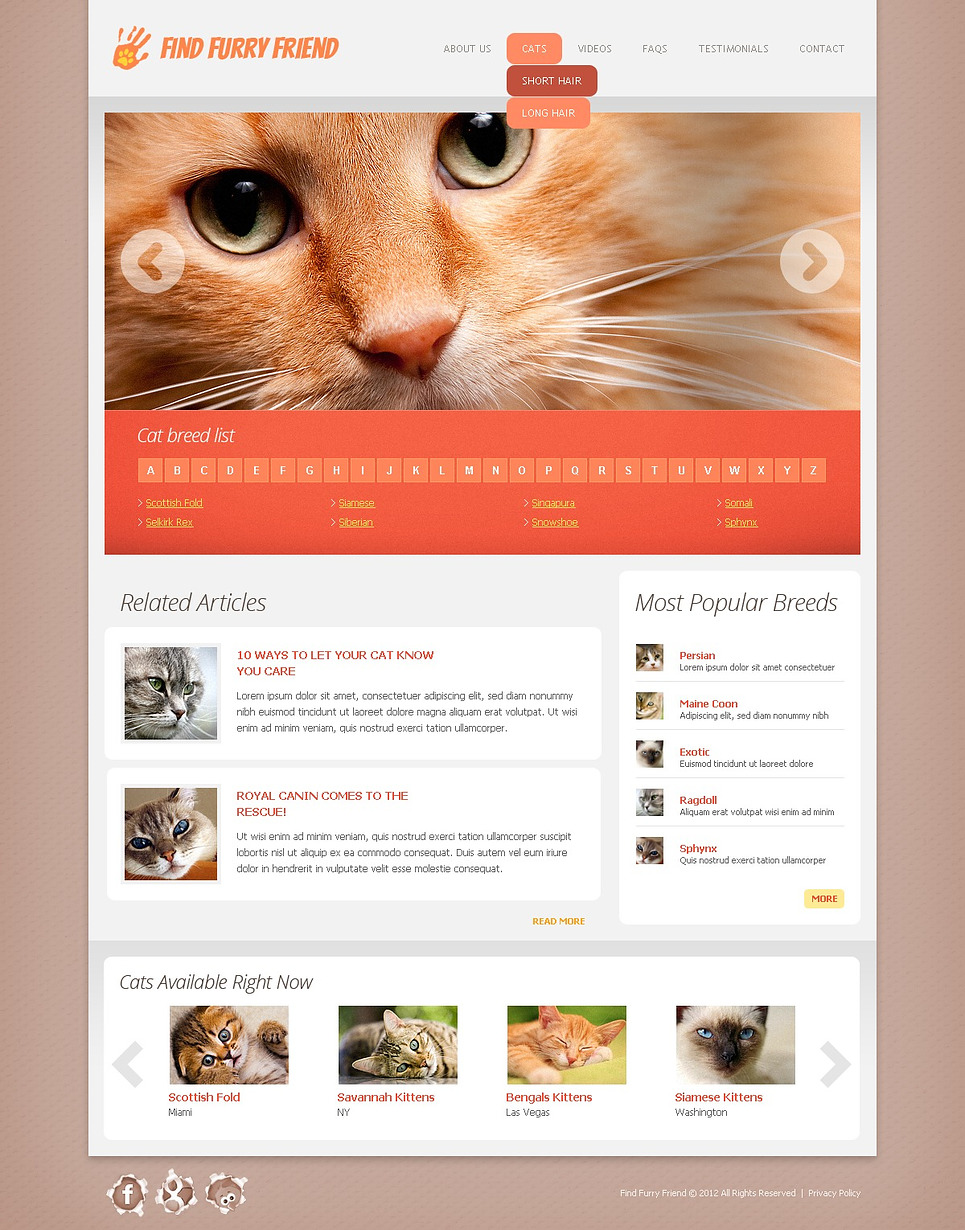 FIND FURRY FRIEND
ABOUT US CATS VIDEOS FAQS TESTIMONIALS CONTACT
SHORT HAIR
LONG HAIR
Cat breed list
A B C D E F G H I J K L M N O P Q R S T U V W X Y Z
> Scottish Fold > Siamese > Singapura > Somali
> Selkirk Rex > Siberian > Snowshoe > Sphynx
Related Articles
10 WAYS TO LET YOUR CAT KNOW
YOU CARE
Lorem ipsum dolor sit amet, consectetuer adipiscing elit, sed diam nonummy
nibh euismod tincidunt ut laoreet dolore magna aliquam erat volutpat. Ut wisi
enim ad minim veniam, quis nostrud exerci tation ullamcorper.
ROYAL CANIN COMES TO THE
RESCUE!
Ut wisi enim ad minim veniam, quis nostrud exerci tation ullamcorper suscipit
lobortis nisl ut aliquip ex ea commodo consequat. Duis autem vel eum iriure
dolor in hendrerit in vulputate velit esse molestie consequat.
READ MORE
Most Popular Breeds
Persian
Lorem ipsum dolor sit amet consectetuer
Maine Coon
Adipiscing elit, sed diam nonummy nibh
Exotic
Euismod tincidunt ut laoreet dolore
Ragdoll
Aliquam erat volutpat wisi enim ad minim
Sphynx
Quis nostrud exerci tation ullamcorper
MORE
Cats Available Right Now
Scottish Fold
Miami
Savannah Kittens
NY
Bengals Kittens
Las Vegas
Siamese Kittens
Washington
f g
Find Furry Friend © 2012 All Rights Reserved | Privacy Policy